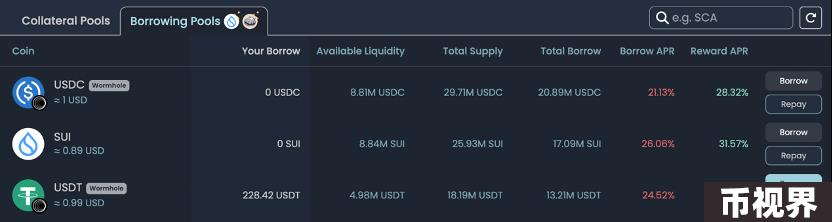 Collateral Pools
Borrowing Pools
e.g. SCA
Coin Your Borrow Available Liquidity Total Supply Total Borrow Borrow APR Reward APR
USDC Wormhole
≈ 1 USD
0 USDC 8.81M USDC 29.71M USDC 20.89M USDC 21.13% 28.32%
Borrow
Repay
SUI
≈ 0.89 USD
0 SUI 8.84M SUI 25.93M SUI 17.09M SUI 26.06% 31.57%
Borrow
Repay
USDT Wormhole
≈ 0.99 USD
228.42 USDT 4.98M USDT 18.19M USDT 13.21M USDT 24.52%
币视界